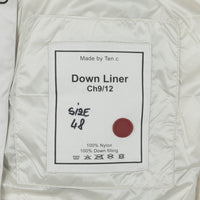 Made by Ten c
Down Liner
Ch9/12
SIZE
48
100% Nylon
100% Down filling